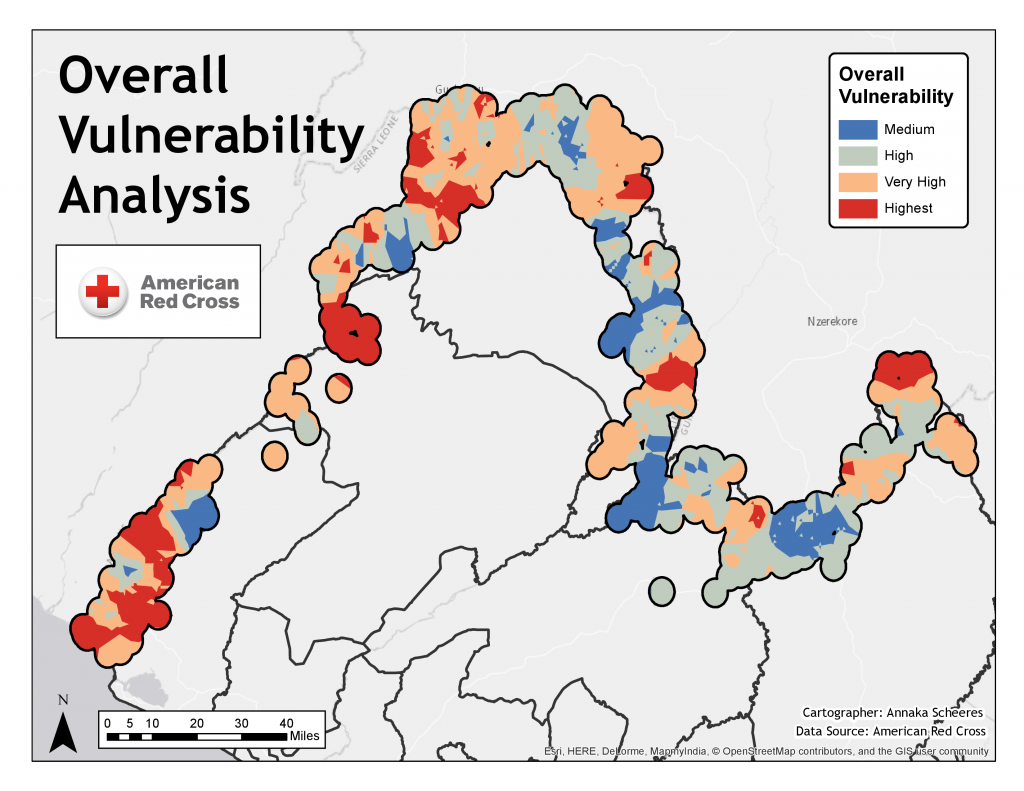 Overall
Vulnerability
Analysis
American
Red Cross
Overall
Vulnerability
Medium
High
Very High
Highest
SIERRA LEONE
Nzerekore
N
0 5 10 20 30 40
Miles
Cartographer: Annaka Scheeres
Data Source: American Red Cross
Esri, HERE, DeLorme, MapmyIndia, © OpenStreetMap contributors, and the GIS user community